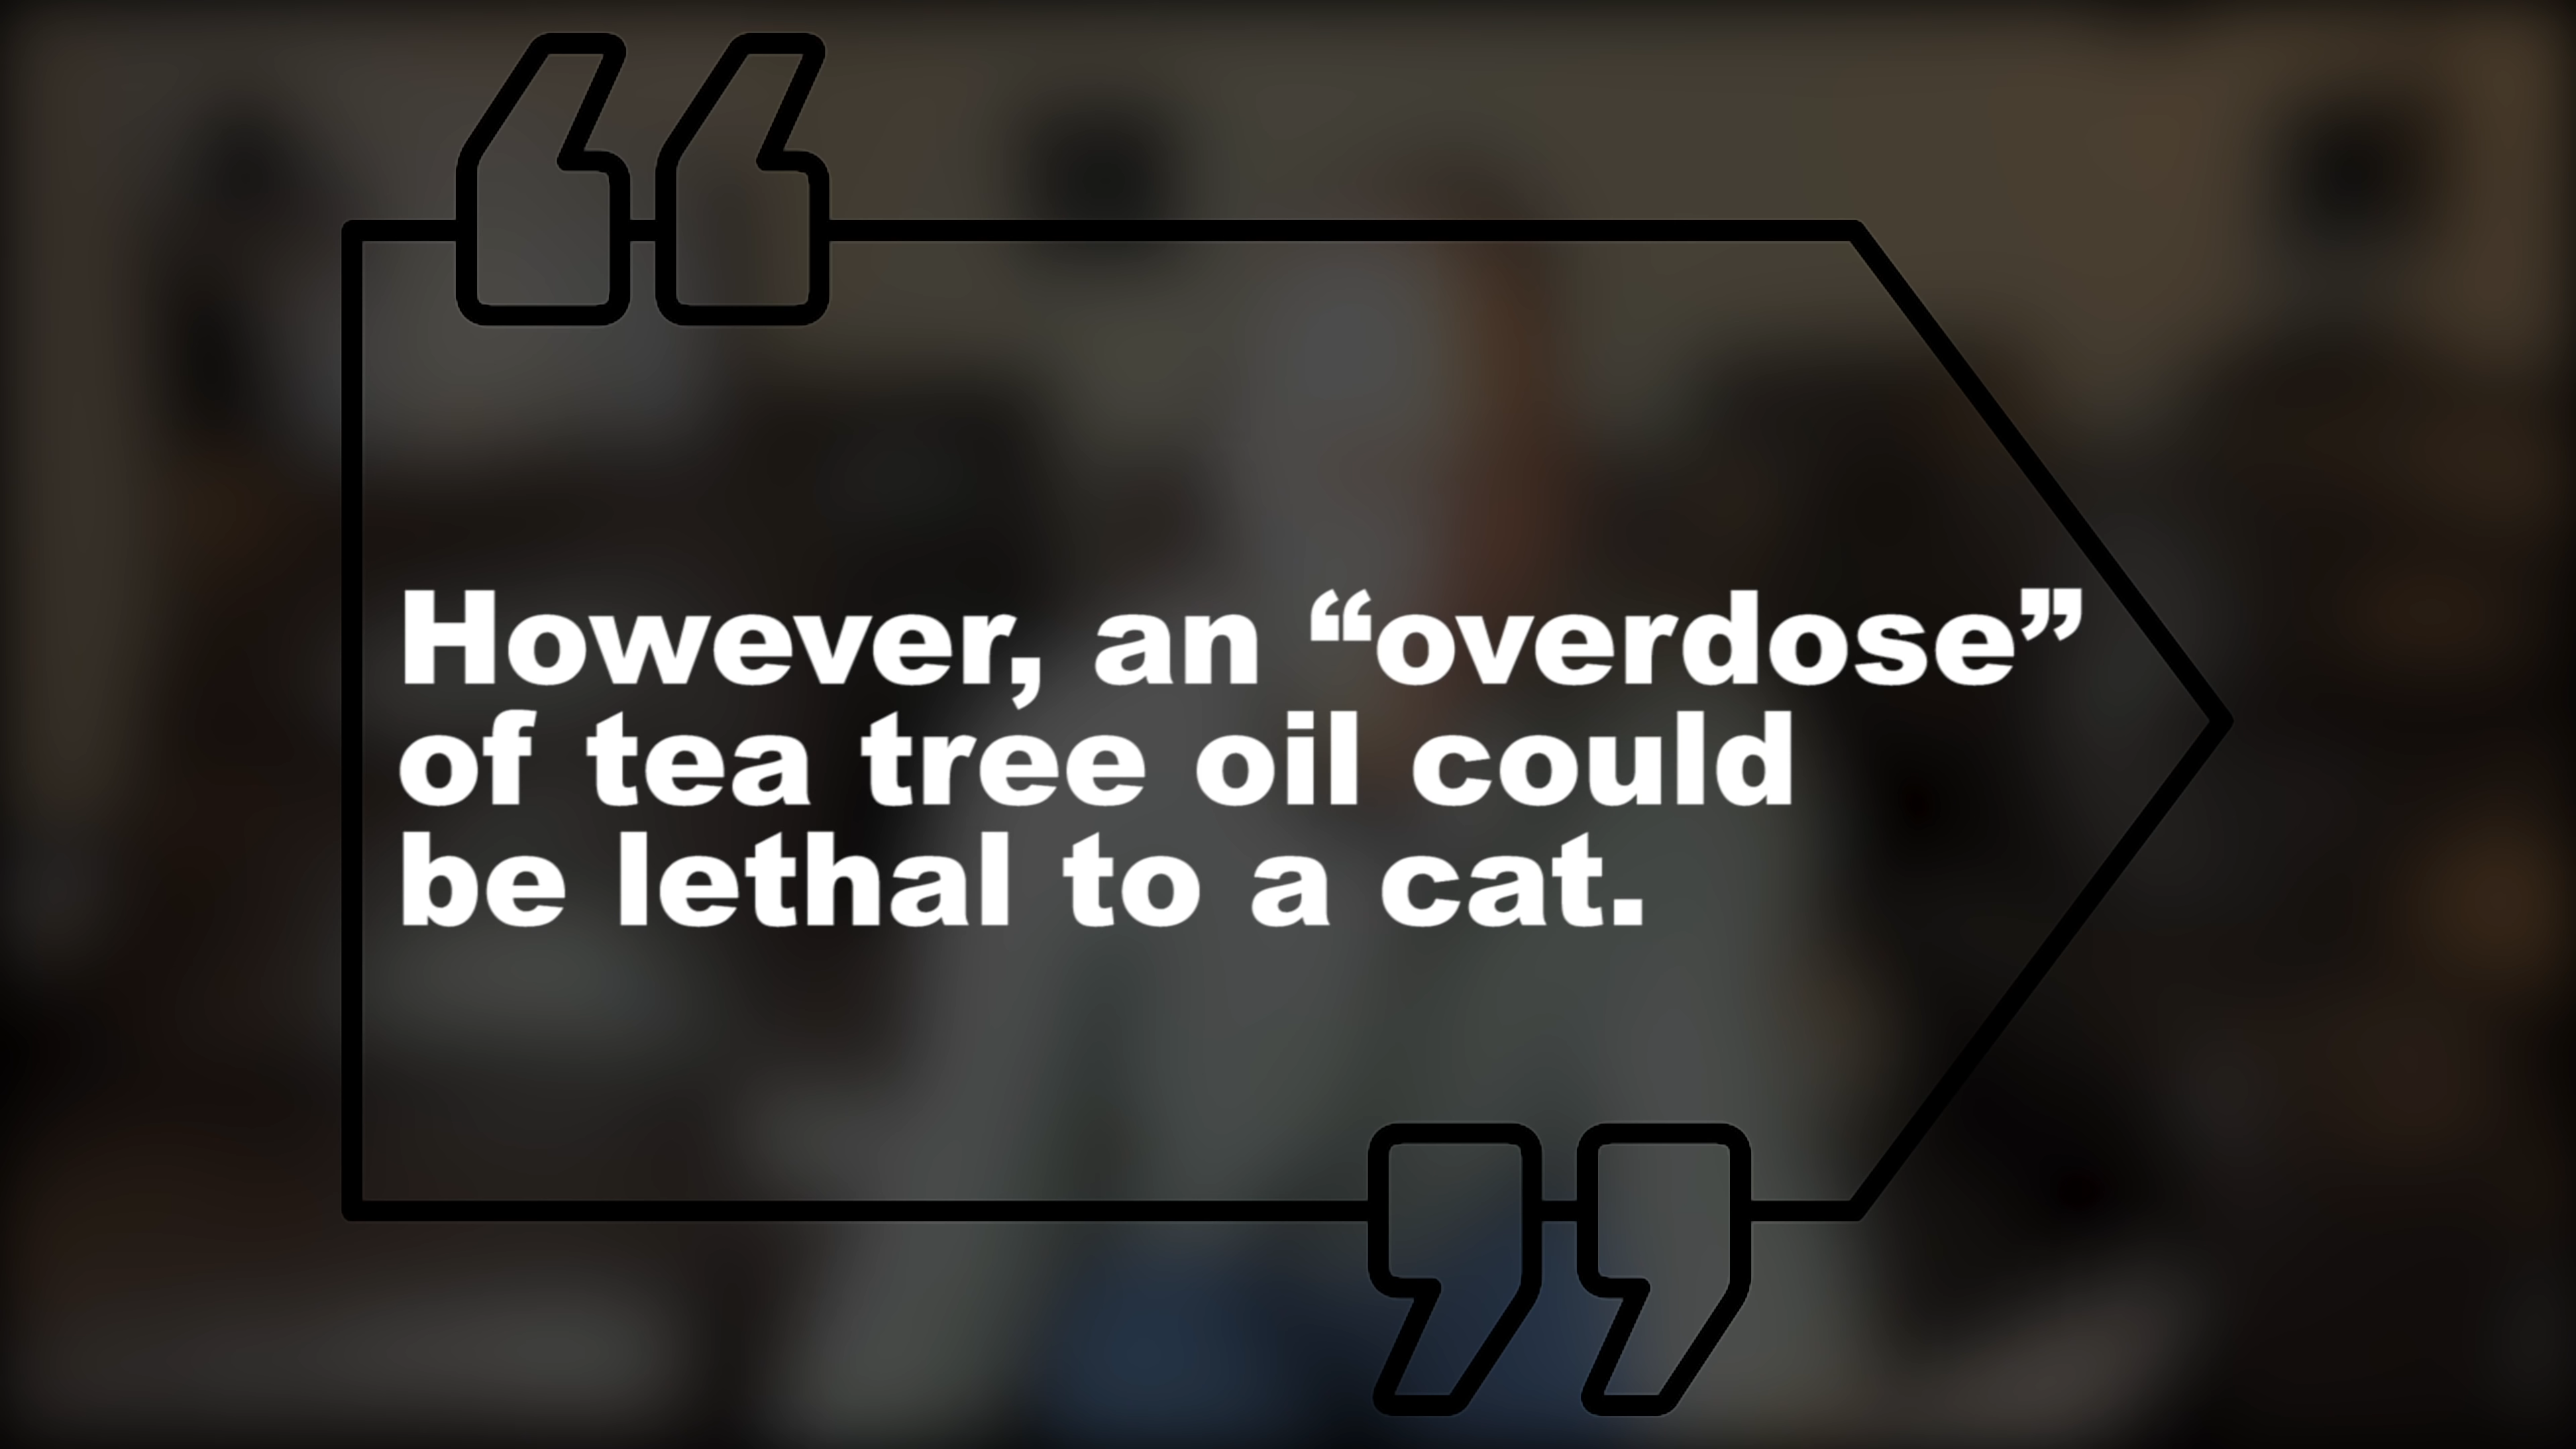 However, an “overdose”
of tea tree oil could
be lethal to a cat.